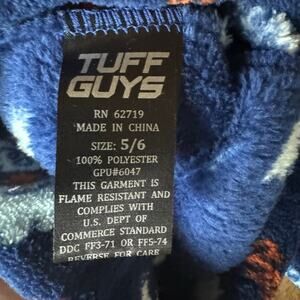 TUFF
GUYS
RN 62719
MADE IN CHINA
SIZE: 5/6
100% POLYESTER
GPU#6047
THIS GARMENT IS
FLAME RESISTANT AND
COMPLIES WITH
U.S. DEPT OF
COMMERCE STANDARD
DDC FF3-71 OR FF5-74
REVERSE FOR CARE